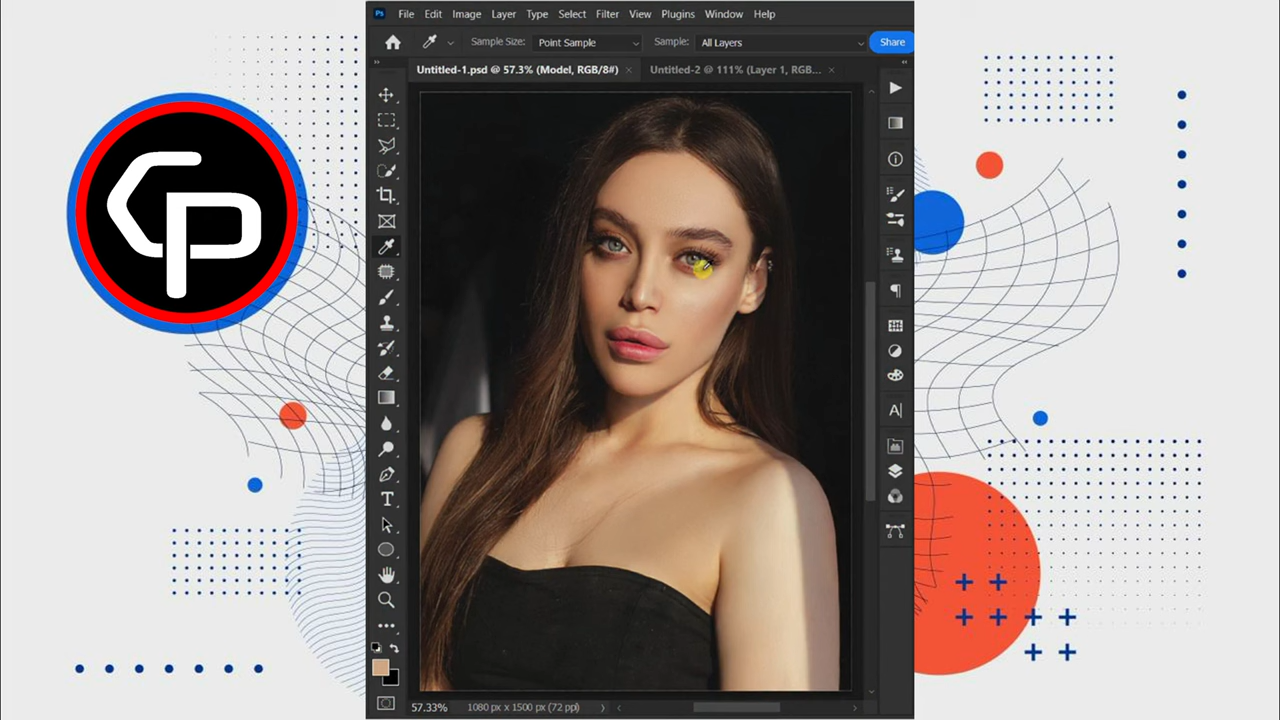 CP
Ps File Edit Image Layer Type Select Filter View Plugins Window Help
Sample Size: Point Sample Sample: All Layers Share
Untitled-1.psd @ 57.3% (Model, RGB/8#) × Untitled-2 @ 111% (Layer 1, RGB... ×
57.33% 1080 px x 1500 px (72 ppi)